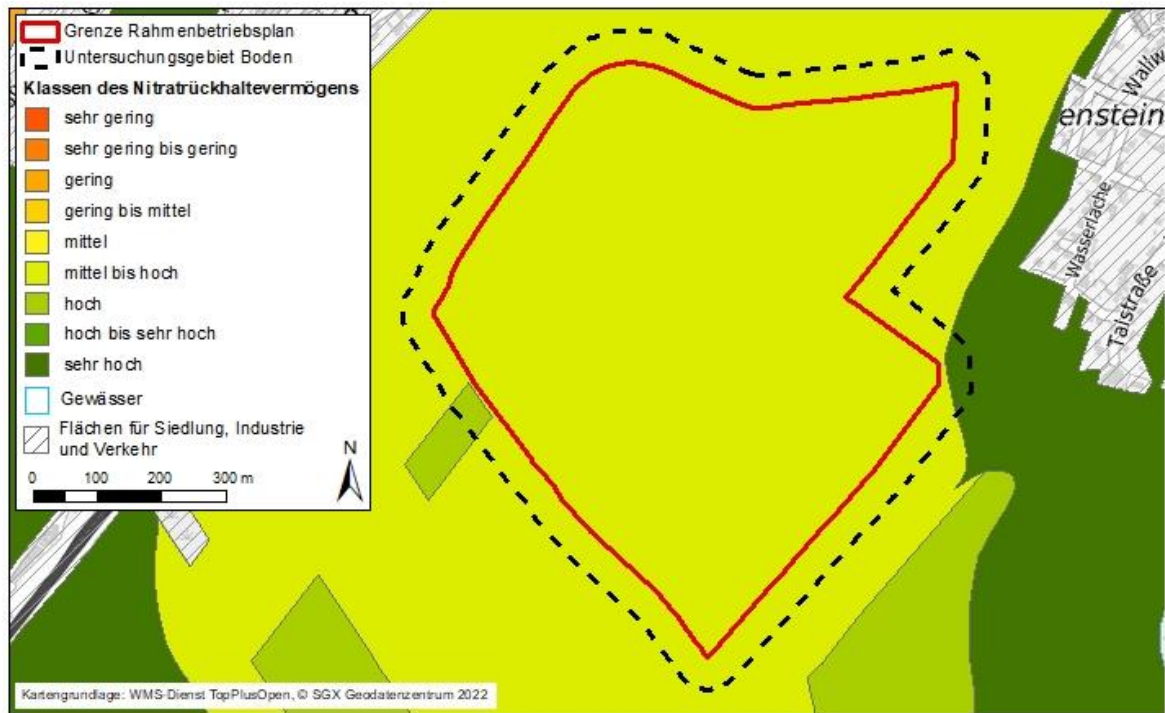 Grenze Rahmenbetriebsplan
Untersuchungsgebiet Boden
Klassen des Nitratrückhaltevermögens
sehr gering
sehr gering bis gering
gering
gering bis mittel
mittel
mittel bis hoch
hoch
hoch bis sehr hoch
sehr hoch
Gewässer
Flächen für Siedlung, Industrie
und Verkehr
N
0 100 200 300 m
Kartengrundlage: WMS-Dienst TopPlusOpen, © SGX Geodatenzentrum 2022
Wallw
enstein
Wasserlache
Talstraße